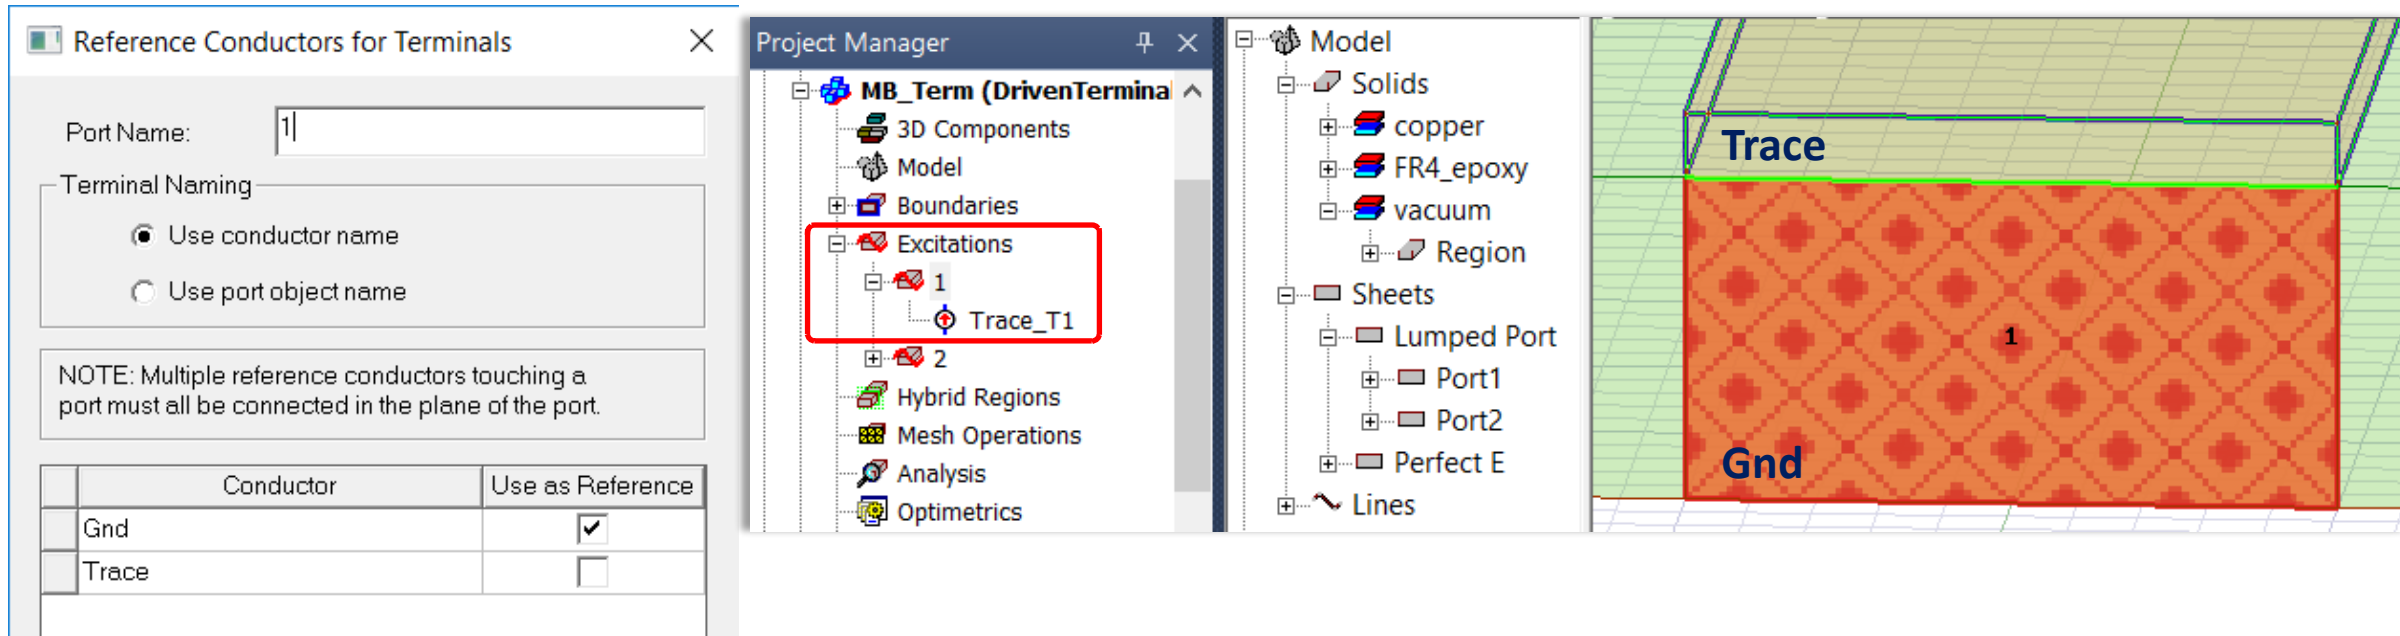 Reference Conductors for Terminals
Port Name:
1
Terminal Naming
Use conductor name
Use port object name
NOTE: Multiple reference conductors touching a
port must all be connected in the plane of the port.
Conductor Use as Reference
Gnd
Trace
Project Manager
MB_Term (DrivenTermina
3D Components
Model
Boundaries
Excitations
1
Trace_T1
2
Hybrid Regions
Mesh Operations
Analysis
Optimetrics
Model
Solids
copper
FR4_epoxy
vacuum
Region
Sheets
Lumped Port
Port1
Port2
Perfect E
Lines
Trace
1
Gnd